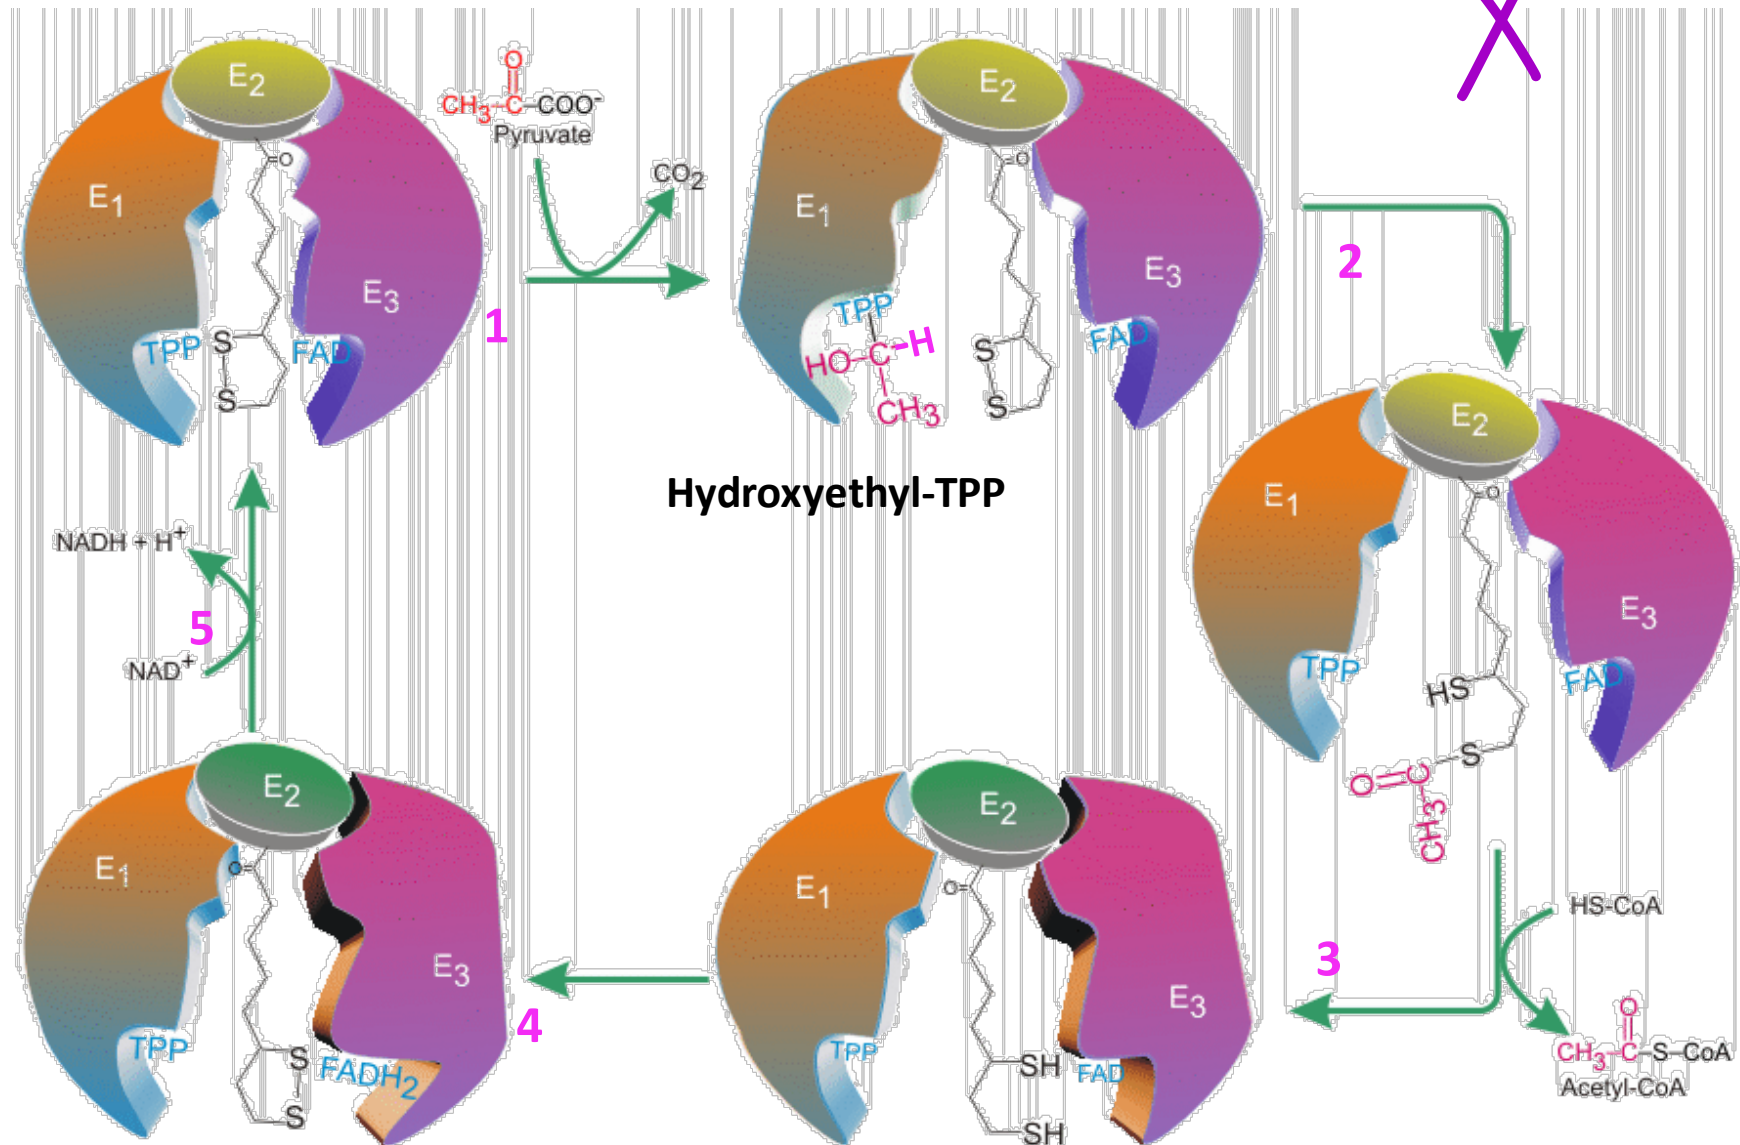 E2
E1
E3
TPP
S
S
FAD
=O
O
CH3-C-COO-
Pyruvate
CO2
1
E2
E1
E3
=O
TPP
HO-C-H
CH3
S
S
FAD
Hydroxyethyl-TPP
2
E2
E1
E3
=O
TPP
FAD
HS
S
O=C
CH3
HS-CoA
3
O
CH3-C-S-CoA
Acetyl-CoA
E2
E1
E3
O=
TPP
FAD
SH
SH
4
E2
E1
E3
O=
TPP
FADH2
S
S
NADH + H+
5
NAD+